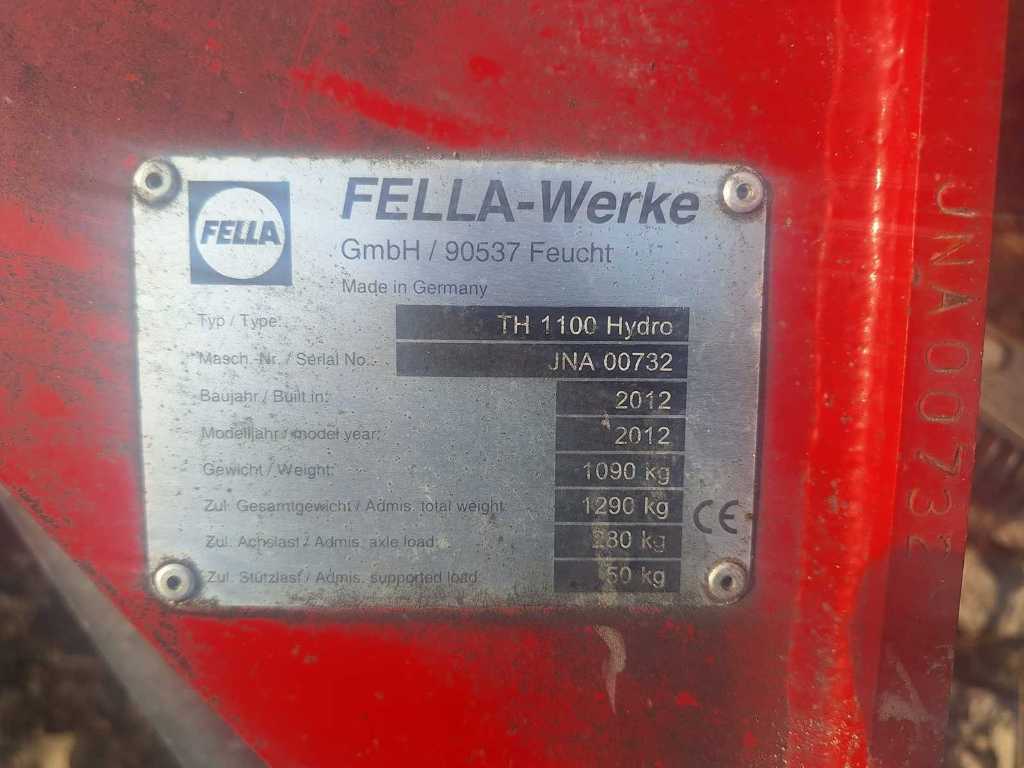 FELLA
FELLA-Werke
GmbH / 90537 Feucht
Made in Germany
Typ / Type: TH 1100 Hydro
Masch.-Nr. / Serial No.: JNA 00732
Baujahr / Built in: 2012
Modelljahr / model year: 2012
Gewicht / Weight: 1090 kg
Zul. Gesamtgewicht / Admis. total weight: 1290 kg
Zul. Achslast / Admis. axle load: 280 kg
Zul. Stützlast / Admis. supported load: 50 kg
CE
JNA00732